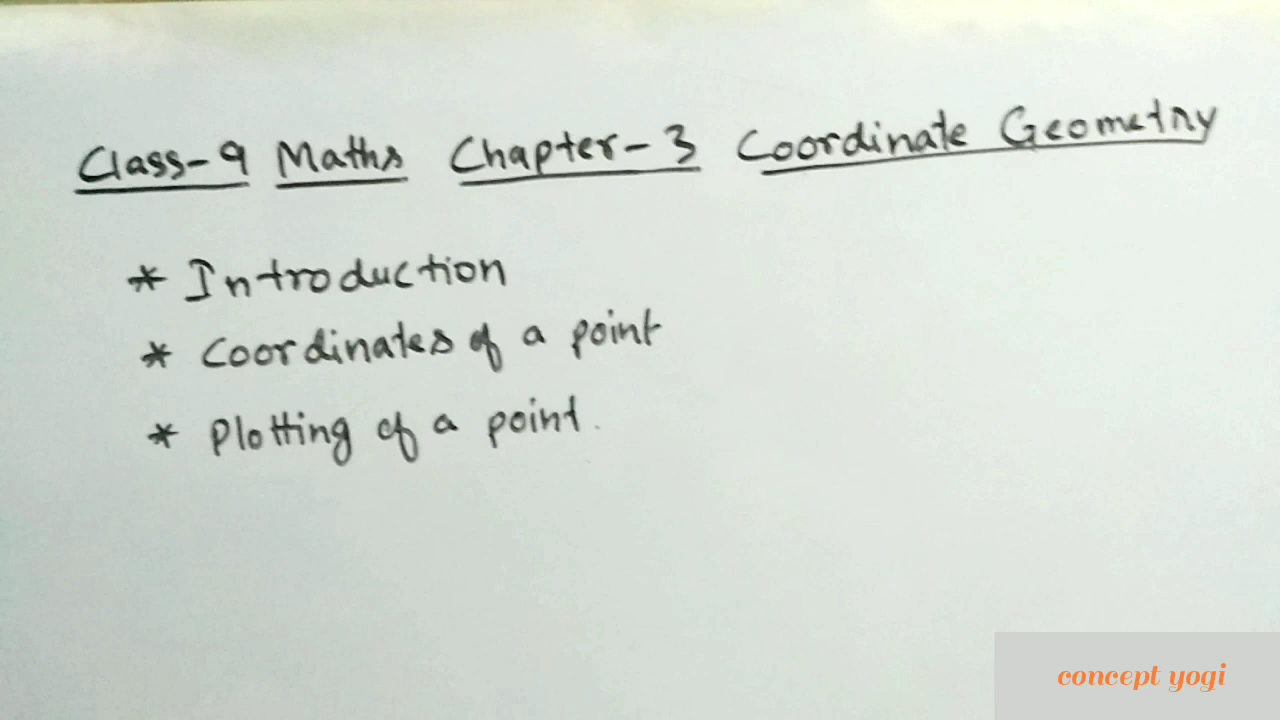 Class-9 Maths Chapter-3 Coordinate Geometry
* Introduction
* Coordinates of a point
* Plotting of a point.
concept yogi